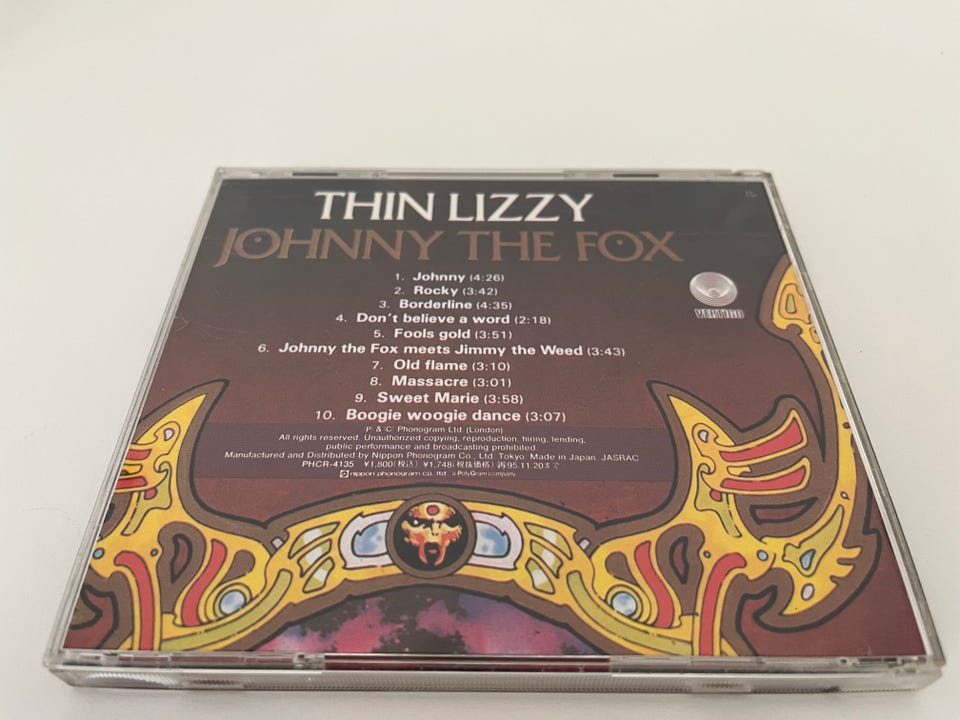 THIN LIZZY
JOHNNY THE FOX
1. Johnny (4:26)
2. Rocky (3:42)
3. Borderline (4:35)
4. Don't believe a word (2:18)
5. Fools gold (3:51)
6. Johnny the Fox meets Jimmy the Weed (3:43)
7. Old flame (3:10)
8. Massacre (3:01)
9. Sweet Marie (3:58)
10. Boogie woogie dance (3:07)
VERTIGO
P. & C. Phonogram Ltd. (London)
All rights reserved. Unauthorized copying, reproduction, hiring, lending,
public performance and broadcasting prohibited
Manufactured and Distributed by Nippon Phonogram Co., Ltd. Tokyo. Made in Japan. JASRAC
PHCR-4135 ¥1,800(税込) ¥1,748(税抜価格) 再95.11.20まで
nippon phonogram co. ltd. a PolyGram company